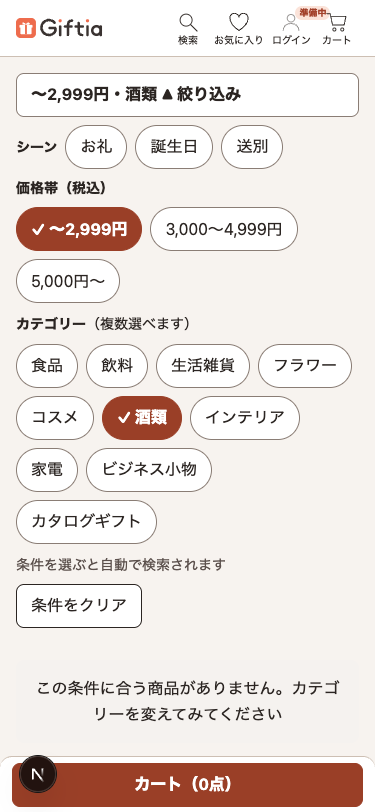 Giftia
検索
お気に入り
ログイン
準備中
カート
〜2,999円・酒類 ▲ 絞り込み
シーン
お礼
誕生日
送別
価格帯（税込）
✓ 〜2,999円
3,000〜4,999円
5,000円〜
カテゴリー（複数選べます）
食品
飲料
生活雑貨
フラワー
コスメ
✓ 酒類
インテリア
家電
ビジネス小物
カタログギフト
条件を選ぶと自動で検索されます
条件をクリア
この条件に合う商品がありません。カテゴ
リーを変えてみてください
N
カート（0点）